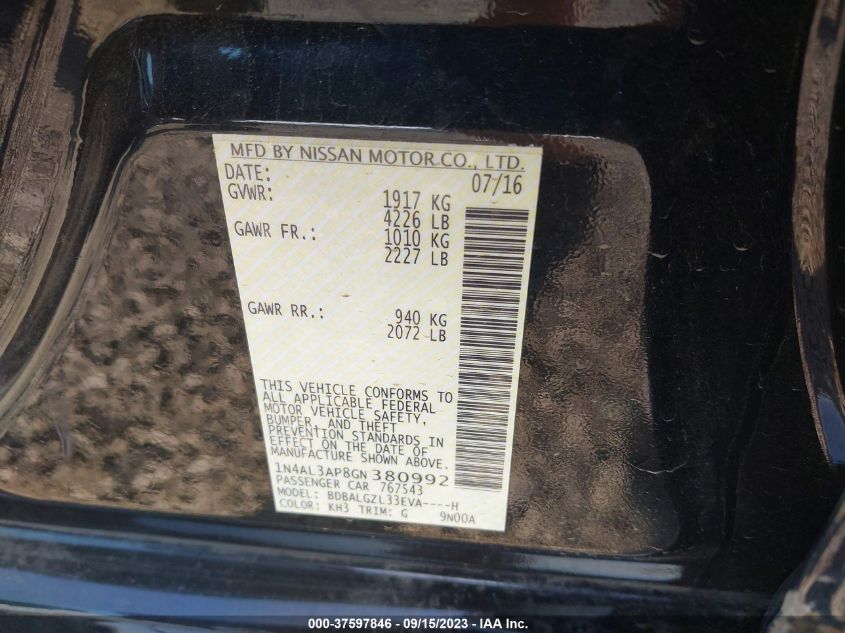 MFD BY NISSAN MOTOR CO., LTD.
DATE: 07/16
GVWR: 1917 KG
4226 LB
GAWR FR.: 1010 KG
2227 LB
GAWR RR.: 940 KG
2072 LB
THIS VEHICLE CONFORMS TO
ALL APPLICABLE FEDERAL
MOTOR VEHICLE SAFETY,
BUMPER, AND THEFT
PREVENTION STANDARDS IN
EFFECT ON THE DATE OF
MANUFACTURE SHOWN ABOVE.
1N4AL3AP8GN380992
PASSENGER CAR 767543
MODEL: BDBALGZL33EVA----H
COLOR: KH3 TRIM: G 9N00A
000-37597846 - 09/15/2023 - IAA Inc.